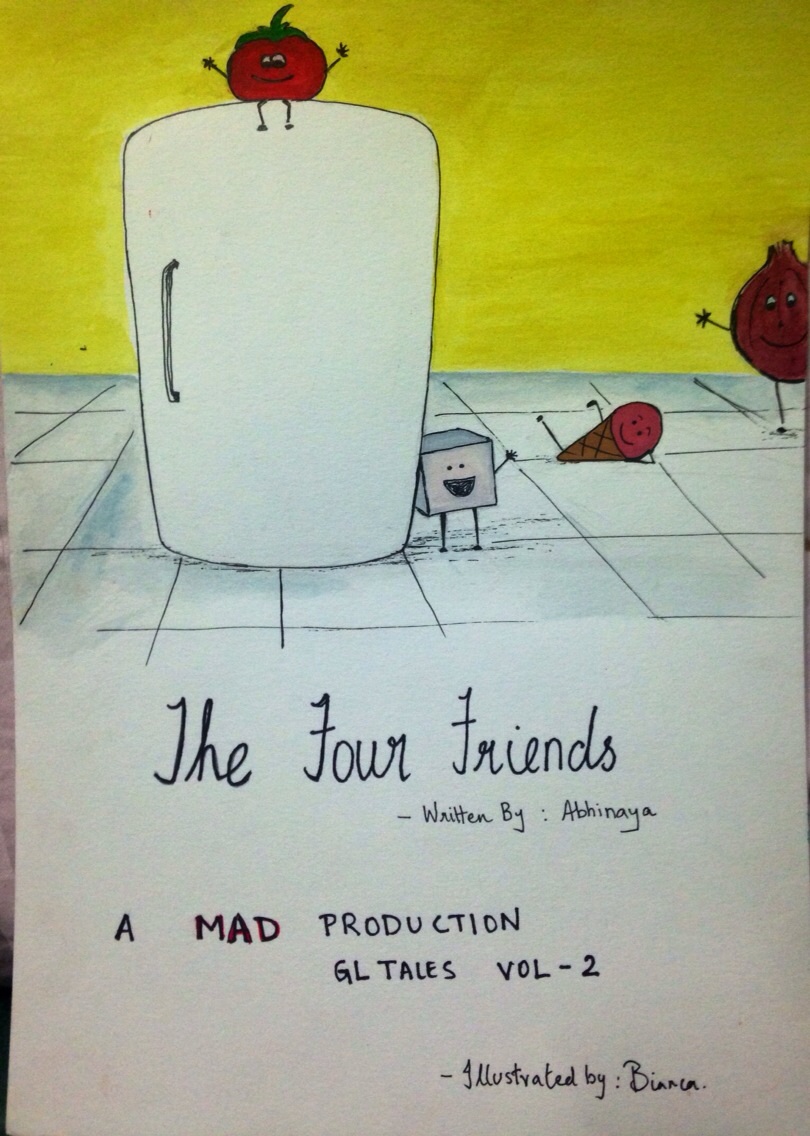 The Four Friends
- Written By : Abhinaya
A MAD PRODUCTION
GL TALES VOL - 2
- Illustrated by : Bianca.